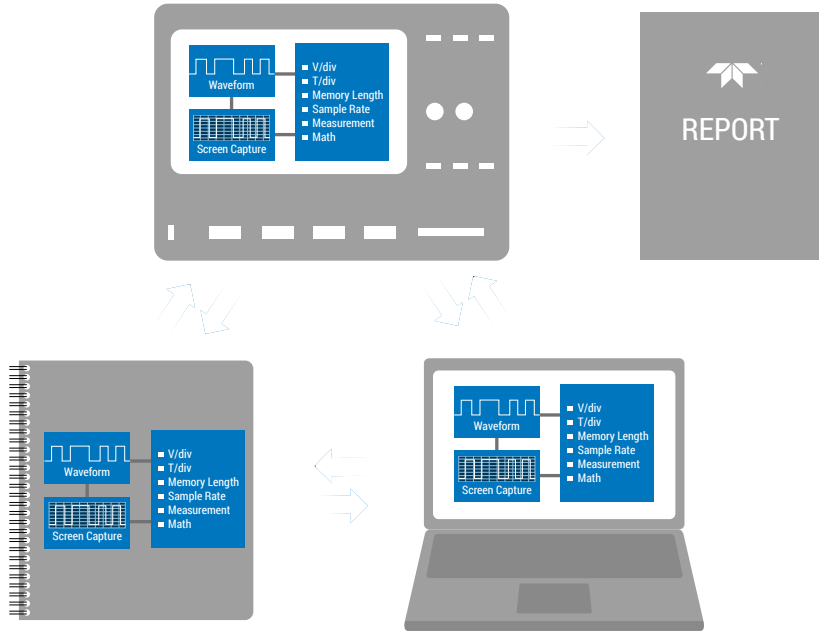 Waveform
Screen Capture
V/div
T/div
Memory Length
Sample Rate
Measurement
Math
REPORT
Waveform
Screen Capture
V/div
T/div
Memory Length
Sample Rate
Measurement
Math
Waveform
Screen Capture
V/div
T/div
Memory Length
Sample Rate
Measurement
Math